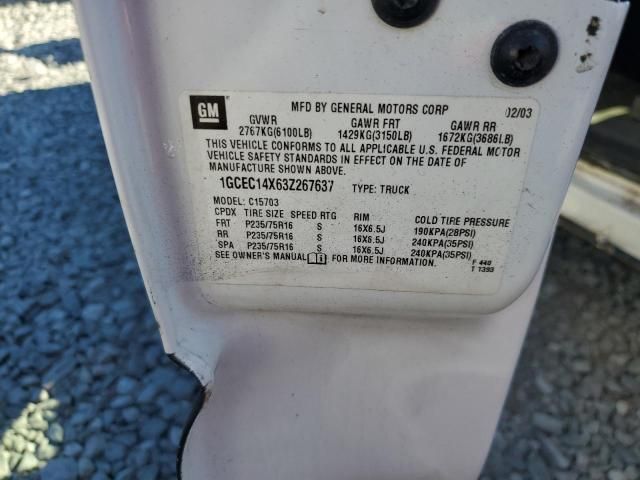 GM MFD BY GENERAL MOTORS CORP 02/03
GVWR GAWR FRT GAWR RR
2767KG(6100LB) 1429KG(3150LB) 1672KG(3686LB)
THIS VEHICLE CONFORMS TO ALL APPLICABLE U.S. FEDERAL MOTOR
VEHICLE SAFETY STANDARDS IN EFFECT ON THE DATE OF
MANUFACTURE SHOWN ABOVE.
1GCEC14X63Z267637 TYPE: TRUCK
MODEL: C15703
CPDX TIRE SIZE SPEED RTG RIM COLD TIRE PRESSURE
FRT P235/75R16 S 16X6.5J 190KPA(28PSI)
RR P235/75R16 S 16X6.5J 240KPA(35PSI)
SPA P235/75R16 S 16X6.5J 240KPA(35PSI)
SEE OWNER'S MANUAL FOR MORE INFORMATION.
F 440
T 1393